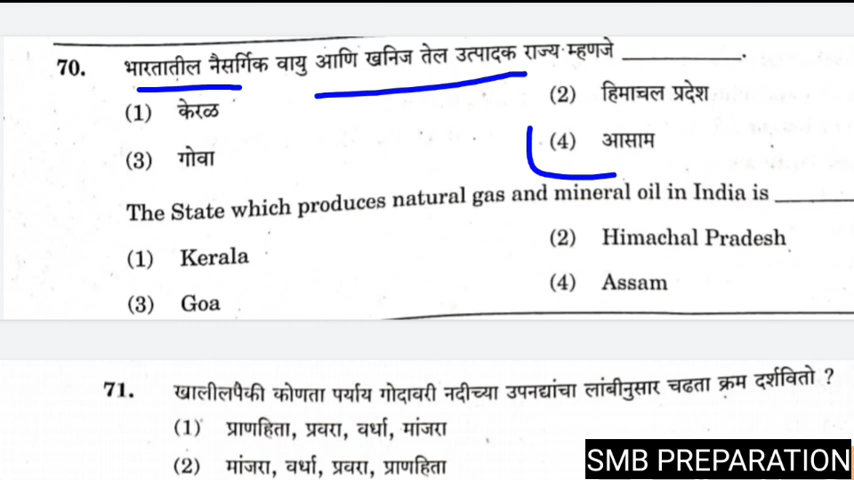 70. भारतातील नैसर्गिक वायु आणि खनिज तेल उत्पादक राज्य म्हणजे ____________.
(1) केरळ (2) हिमाचल प्रदेश
(3) गोवा (4) आसाम
The State which produces natural gas and mineral oil in India is ________
(1) Kerala (2) Himachal Pradesh
(3) Goa (4) Assam
71. खालीलपैकी कोणता पर्याय गोदावरी नदीच्या उपनद्यांचा लांबीनुसार चढता क्रम दर्शवितो ?
(1) प्राणहिता, प्रवरा, वर्धा, मांजरा
(2) मांजरा, वर्धा, प्रवरा, प्राणहिता
SMB PREPARATION